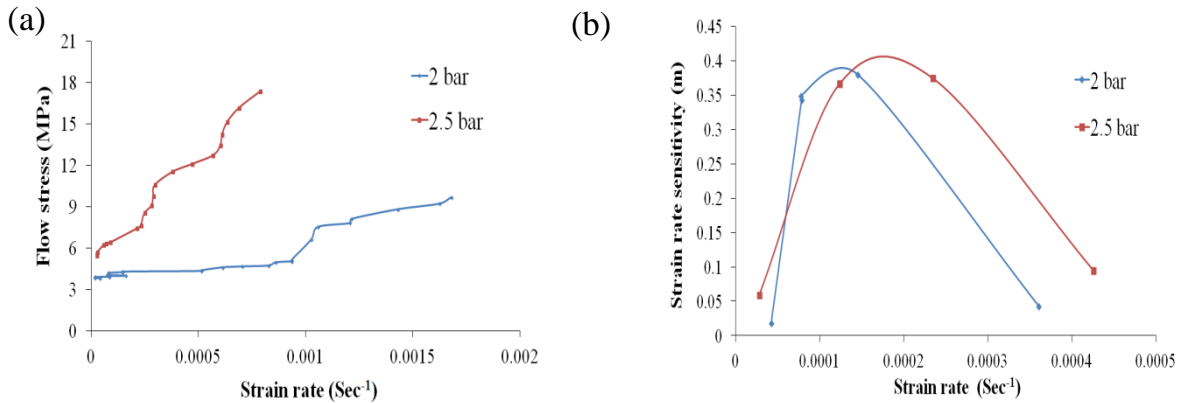 (a)
Flow stress (MPa)
21
18
15
12
9
6
3
0
0
0.0005
0.001
0.0015
0.002
Strain rate (Sec⁻¹)
2 bar
2.5 bar
(b)
Strain rate sensitivity (m)
0.45
0.4
0.35
0.3
0.25
0.2
0.15
0.1
0.05
0
0
0.0001
0.0002
0.0003
0.0004
0.0005
Strain rate (Sec⁻¹)
2 bar
2.5 bar